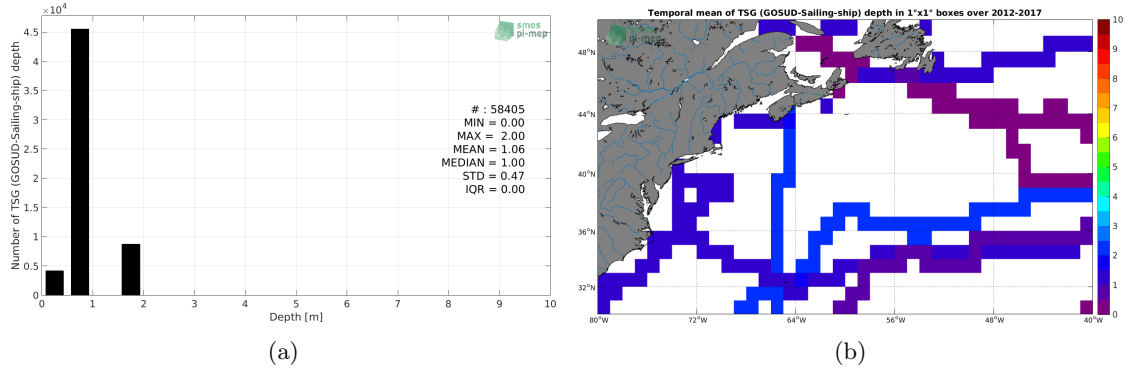 ×10⁴
4.5
4
3.5
3
2.5
2
1.5
1
0.5
0
Number of TSG (GOSUD-Sailing-ship) depth
smos
pi-mep
# : 58405
MIN = 0.00
MAX = 2.00
MEAN = 1.06
MEDIAN = 1.00
STD = 0.47
IQR = 0.00
0 1 2 3 4 5 6 7 8 9 10
Depth [m]
(a)
Temporal mean of TSG (GOSUD-Sailing-ship) depth in 1°x1° boxes over 2012-2017
smos
pi-mep
48°N
44°N
40°N
36°N
32°N
80°W 72°W 64°W 56°W 48°W 40°W
10
9
8
7
6
5
4
3
2
1
0
(b)